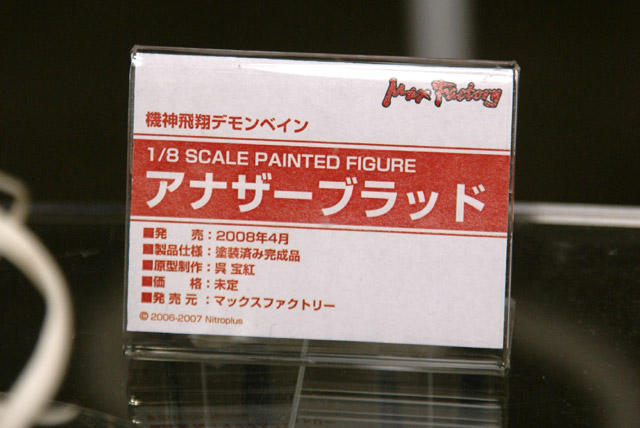 Max Factory
機神飛翔デモンベイン
1/8 SCALE PAINTED FIGURE
アナザーブラッド
■発　売：2008年4月
■製品仕様：塗装済み完成品
■原型制作：呉 宝紅
■価　格：未定
■発 売 元：マックスファクトリー
© 2006-2007 Nitroplus